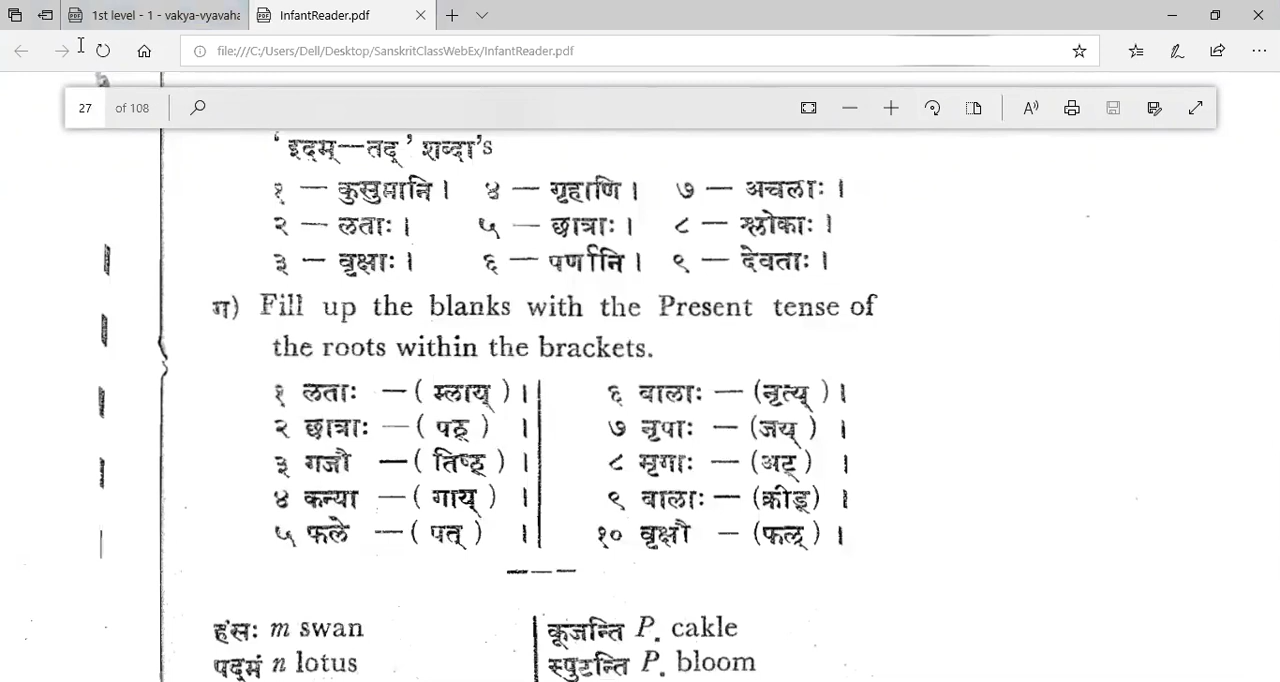 1st level - 1 - vakya-vyavaha
InfantReader.pdf
file:///C:/Users/Dell/Desktop/SanskritClassWebEx/InfantReader.pdf
27 of 108
‘इदम्—तद्’ शब्दाः’s
१ — कुसुमानि। ४ — गृहाणि। ७ — अचलाः।
२ — लताः। ५ — छात्राः। ८ — श्लोकाः।
३ — वृक्षाः। ६ — पर्णानि। ९ — देवताः।
ग) Fill up the blanks with the Present tense of
the roots within the brackets.
१ लताः —( म्लाय् )।
२ छात्राः —( पठ् )।
३ गजौ —( तिष्ठ् )।
४ कन्या —( गाय् )।
५ फले —( पत् )।
६ बालाः —(नृत्य् )।
७ नृपाः — (जय् )।
८ मृगाः — (अट् )।
९ बालाः — (क्रीड्)।
१० वृक्षौ — (फल् )।
हंसः m swan
पद्मं n lotus
कूजन्ति P. cakle
स्पुटन्ति P. bloom